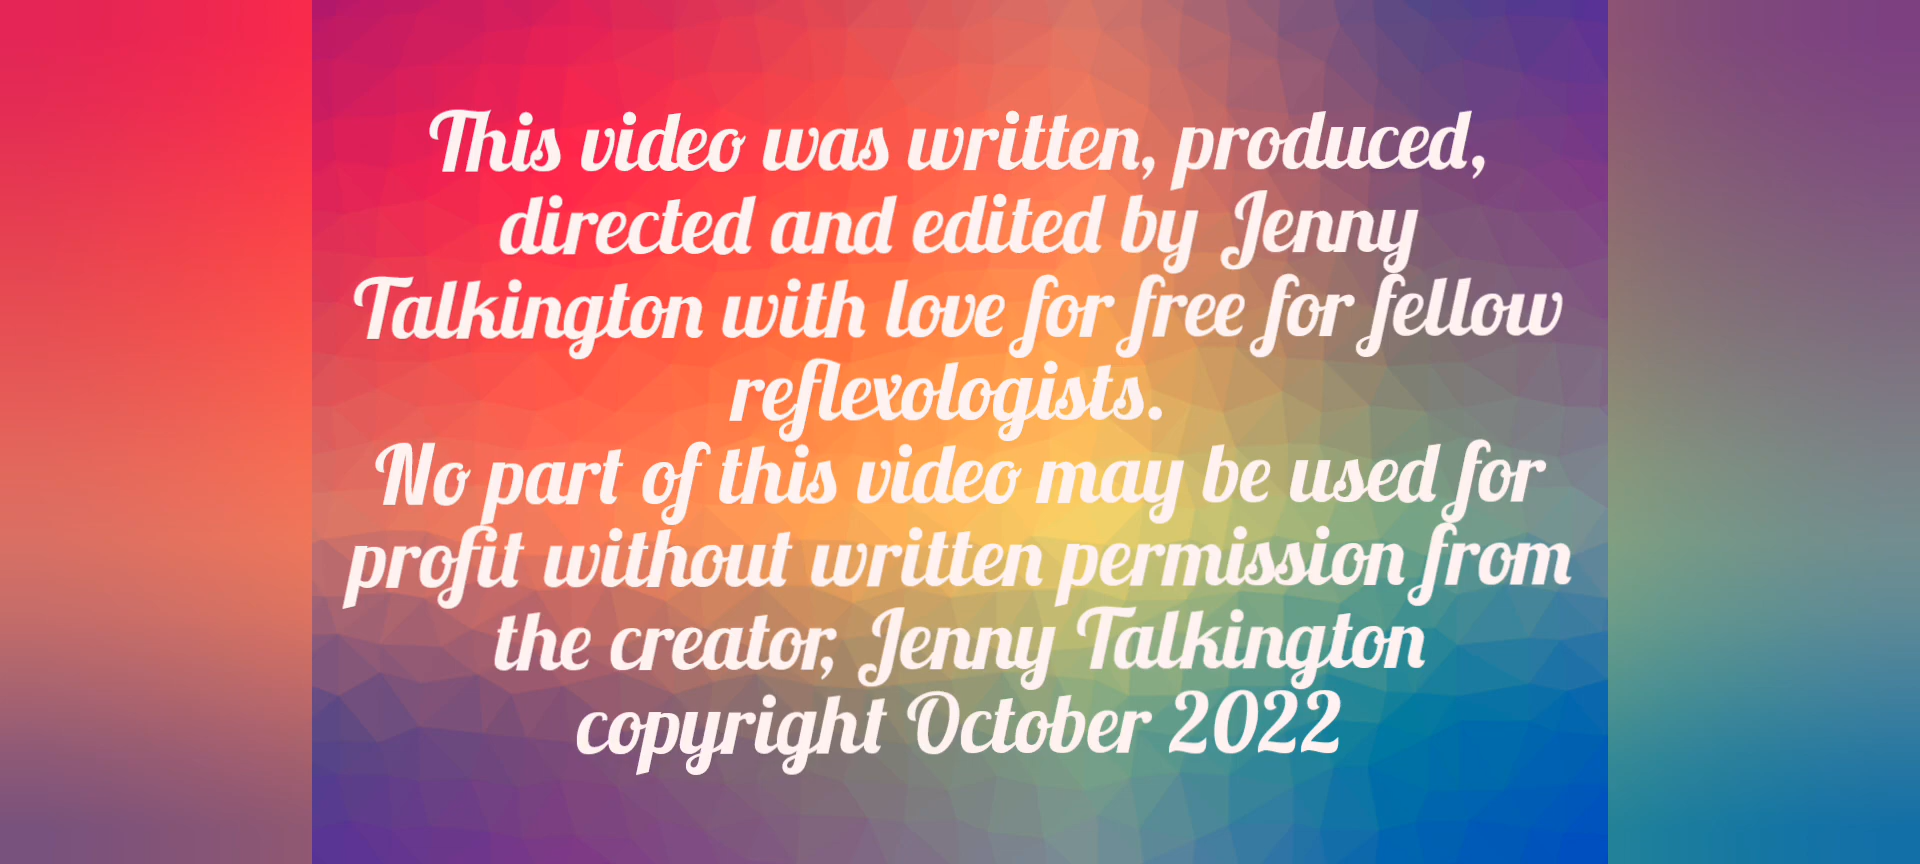 This video was written, produced,
directed and edited by Jenny
Talkington with love for free for fellow
reflexologists.
No part of this video may be used for
profit without written permission from
the creator, Jenny Talkington
copyright October 2022